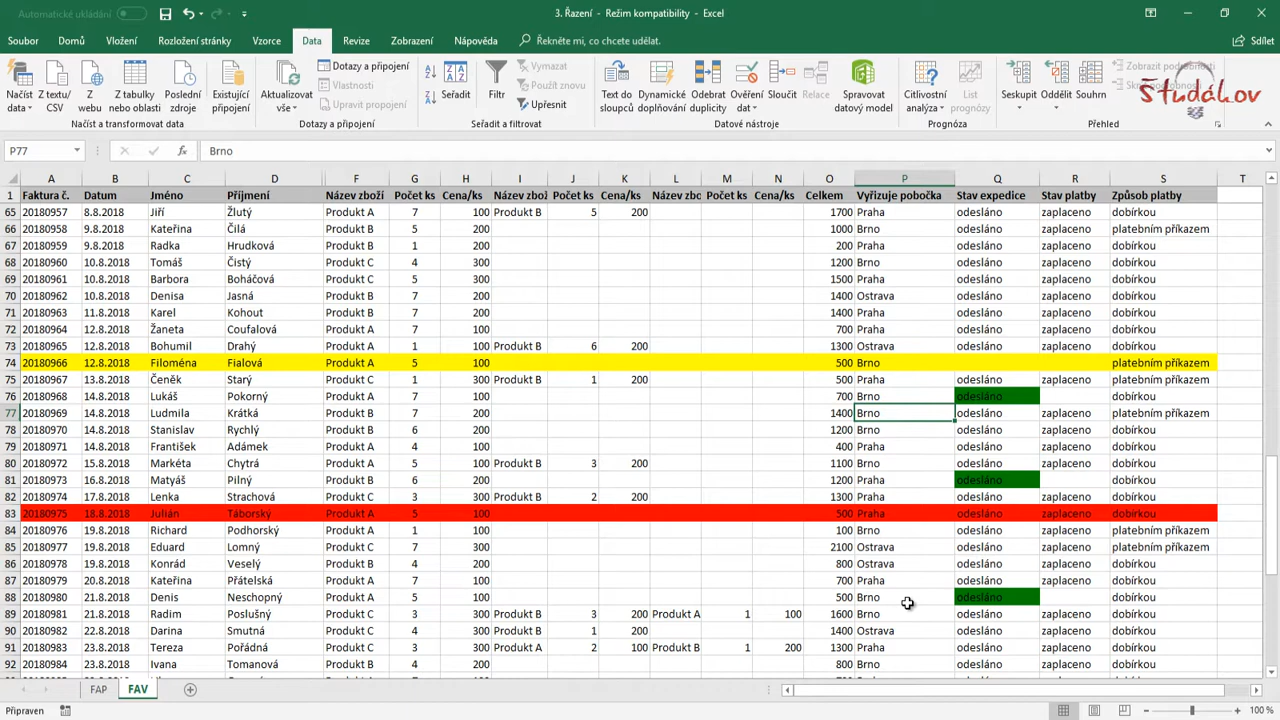 Automatické ukládání
3. Řazení - Režim kompatibility - Excel
Soubor Domů Vložení Rozložení stránky Vzorce Data Revize Zobrazení Nápověda Řekněte mi, co chcete udělat. Sdílet
Načíst data Z textu/CSV Z webu Z tabulky nebo oblasti Poslední zdroje Existující připojení Aktualizovat vše Dotazy a připojení Vlastnosti Upravit propojení Seřadit Filtr Vymazat Použít znovu Upřesnit Text do sloupců Dynamické doplňování Odebrat duplicity Ověření dat Sloučit Relace Spravovat datový model Citlivostní analýza List prognózy Seskupit Oddělit Souhrn Zobrazit podrobnosti
Študákov
Načíst a transformovat data Dotazy a připojení Seřadit a filtrovat Datové nástroje Prognóza Přehled
P77 Brno
A B C D F G H I J K L M N O P Q R S T
1 Faktura č. Datum Jméno Příjmení Název zboží Počet ks Cena/ks Název zboží Počet ks Cena/ks Název zbo Počet ks Cena/ks Celkem Vyřizuje pobočka Stav expedice Stav platby Způsob platby
65 20180957 8.8.2018 Jiří Žlutý Produkt A 7 100 Produkt B 5 200 1700 Praha odesláno zaplaceno dobírkou
66 20180958 9.8.2018 Kateřina Čilá Produkt B 5 200 1000 Brno odesláno zaplaceno platebním příkazem
67 20180959 9.8.2018 Radka Hrudková Produkt B 1 200 200 Praha odesláno zaplaceno dobírkou
68 20180960 10.8.2018 Tomáš Čistý Produkt C 4 300 1200 Brno odesláno zaplaceno dobírkou
69 20180961 10.8.2018 Barbora Boháčová Produkt C 5 300 1500 Praha odesláno zaplaceno dobírkou
70 20180962 10.8.2018 Denisa Jasná Produkt B 7 200 1400 Ostrava odesláno zaplaceno dobírkou
71 20180963 11.8.2018 Karel Kohout Produkt B 7 200 1400 Praha odesláno zaplaceno dobírkou
72 20180964 12.8.2018 Žaneta Coufalová Produkt A 7 100 700 Praha odesláno zaplaceno dobírkou
73 20180965 12.8.2018 Bohumil Drahý Produkt A 1 100 Produkt B 6 200 1300 Ostrava odesláno zaplaceno dobírkou
74 20180966 12.8.2018 Filoména Fialová Produkt A 5 100 500 Brno platebním příkazem
75 20180967 13.8.2018 Čeněk Starý Produkt C 1 300 Produkt B 1 200 500 Praha odesláno zaplaceno platebním příkazem
76 20180968 14.8.2018 Lukáš Pokorný Produkt A 7 100 700 Brno odesláno dobírkou
77 20180969 14.8.2018 Ludmila Krátká Produkt B 7 200 1400 Brno odesláno zaplaceno platebním příkazem
78 20180970 14.8.2018 Stanislav Rychlý Produkt B 6 200 1200 Brno odesláno zaplaceno dobírkou
79 20180971 14.8.2018 František Adámek Produkt A 4 100 400 Praha odesláno zaplaceno dobírkou
80 20180972 15.8.2018 Markéta Chytrá Produkt A 5 100 Produkt B 3 200 1100 Brno odesláno zaplaceno dobírkou
81 20180973 16.8.2018 Matyáš Pilný Produkt B 6 200 1200 Praha odesláno dobírkou
82 20180974 17.8.2018 Lenka Strachová Produkt C 3 300 Produkt B 2 200 1300 Praha odesláno zaplaceno dobírkou
83 20180975 18.8.2018 Julián Táborský Produkt A 5 100 500 Praha odesláno zaplaceno dobírkou
84 20180976 19.8.2018 Richard Podhorský Produkt A 1 100 100 Brno odesláno zaplaceno platebním příkazem
85 20180977 19.8.2018 Eduard Lomný Produkt C 7 300 2100 Ostrava odesláno zaplaceno platebním příkazem
86 20180978 19.8.2018 Konrád Veselý Produkt B 4 200 800 Ostrava odesláno zaplaceno dobírkou
87 20180979 20.8.2018 Kateřina Přátelská Produkt A 7 100 700 Praha odesláno zaplaceno dobírkou
88 20180980 21.8.2018 Denis Neschopný Produkt A 5 100 500 Brno odesláno dobírkou
89 20180981 21.8.2018 Radim Poslušný Produkt C 3 300 Produkt B 3 200 Produkt A 1 100 1600 Brno odesláno zaplaceno dobírkou
90 20180982 22.8.2018 Darina Smutná Produkt C 4 300 Produkt B 1 200 1400 Ostrava odesláno zaplaceno dobírkou
91 20180983 23.8.2018 Tereza Pořádná Produkt C 3 300 Produkt A 2 100 Produkt B 1 200 1300 Praha odesláno zaplaceno dobírkou
92 20180984 23.8.2018 Ivana Tomanová Produkt B 4 200 800 Brno odesláno zaplaceno dobírkou
FAP FAV
Připraven 100 %